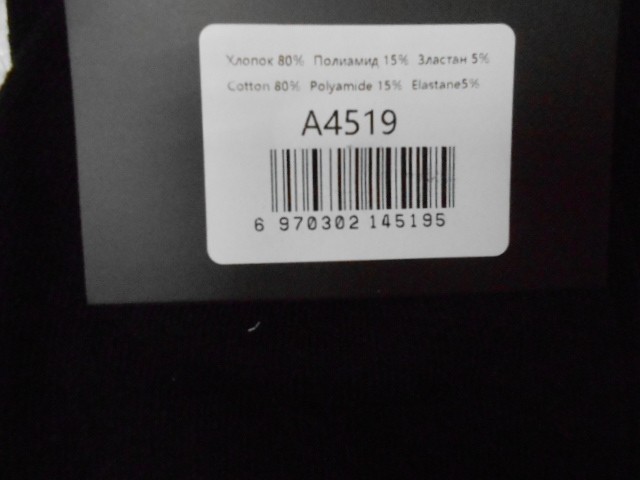 Хлопок 80% Полиамид 15% Эластан 5%
Cotton 80% Polyamide 15% Elastane5%
A4519
6 970302 145195